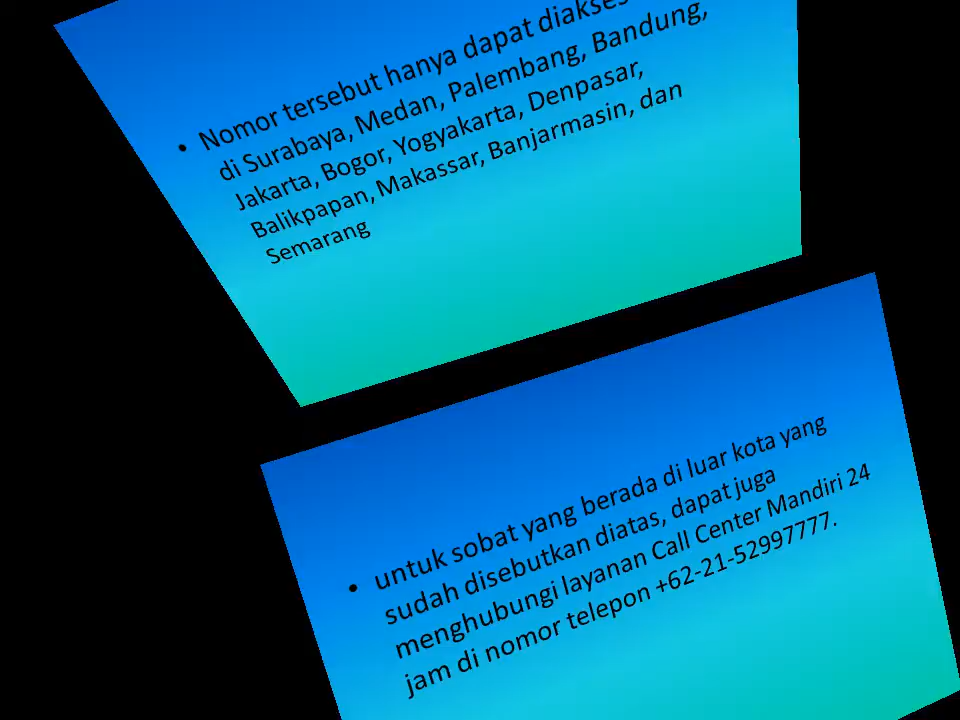 • Nomor tersebut hanya dapat diakses
di Surabaya, Medan, Palembang, Bandung,
Jakarta, Bogor, Yogyakarta, Denpasar,
Balikpapan, Makassar, Banjarmasin, dan
Semarang
• untuk sobat yang berada di luar kota yang
sudah disebutkan diatas, dapat juga
menghubungi layanan Call Center Mandiri 24
jam di nomor telepon +62-21-52997777.